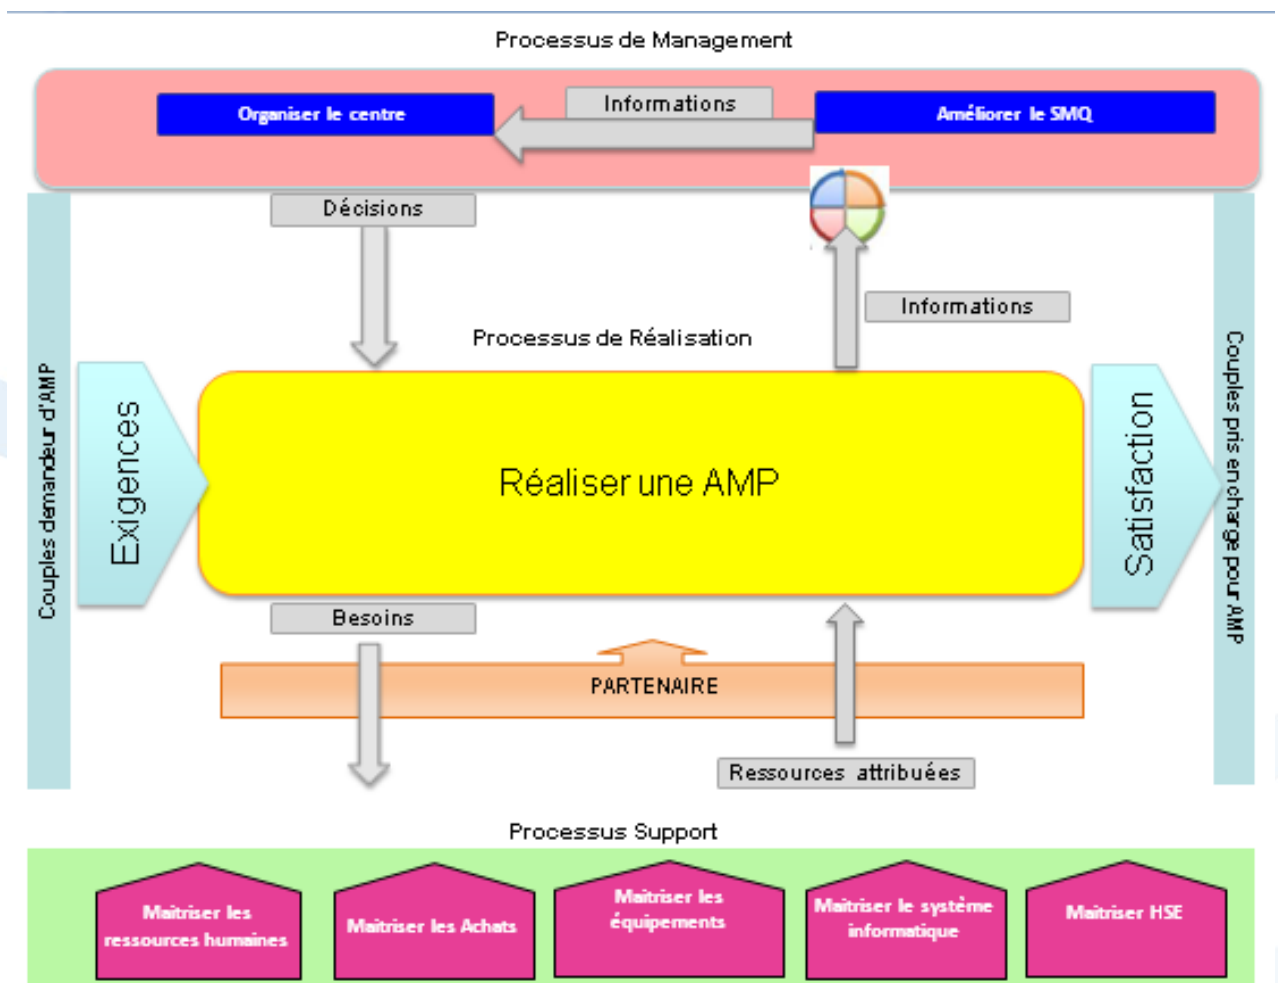 Processus de Management
Organiser le centre
Informations
Améliorer le SMQ
Décisions
Informations
Processus de Réalisation
Couples demandeur d'AMP
Exigences
Réaliser une AMP
Satisfaction
Couples pris en charge pour AMP
Besoins
PARTENAIRE
Ressources attribuées
Processus Support
Maitriser les
ressources humaines
Maitriser les Achats
Maitriser les
équipements
Maitriser le système
informatique
Maitriser HSE